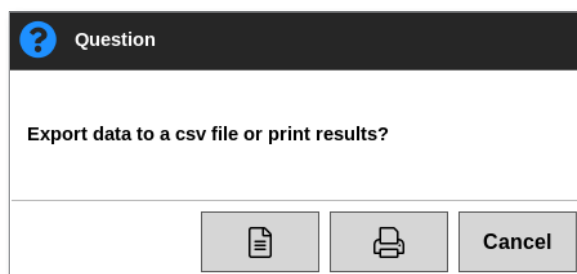 Question
Export data to a csv file or print results?
Cancel